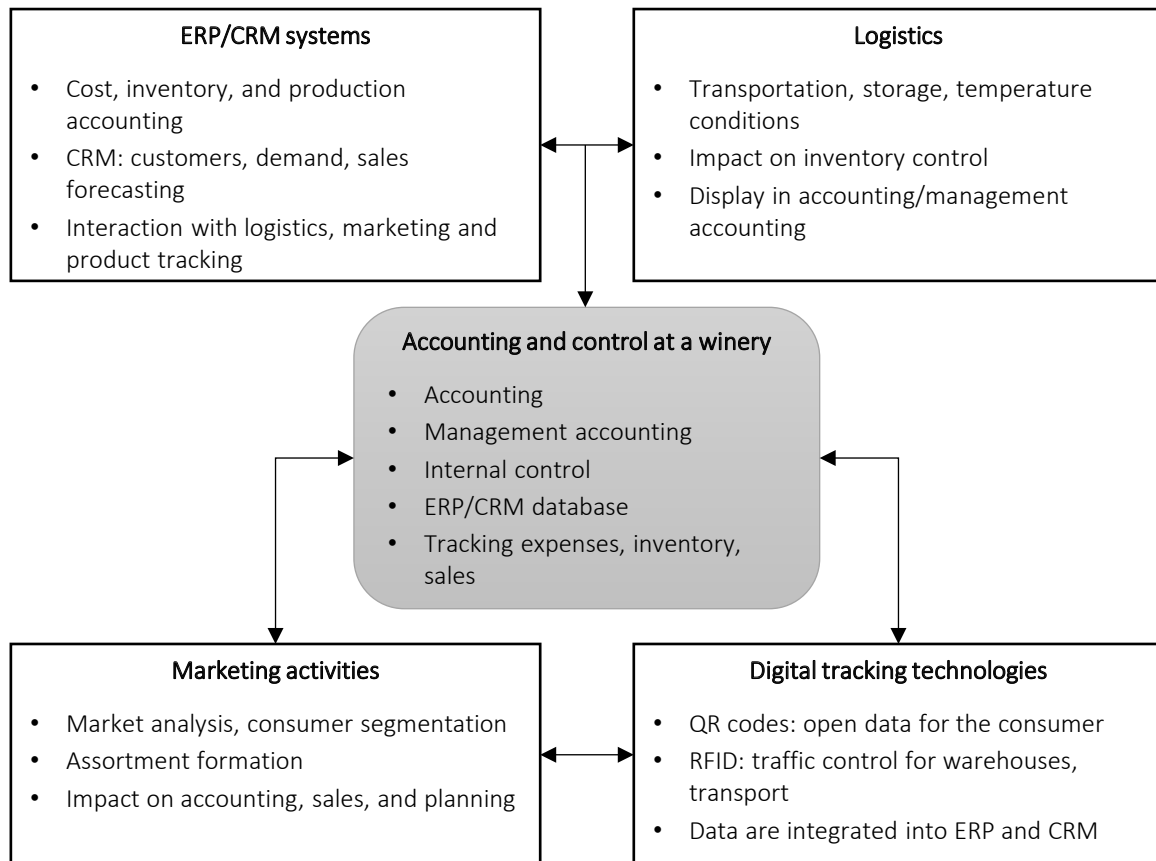 ERP/CRM systems
• Cost, inventory, and production
accounting
• CRM: customers, demand, sales
forecasting
• Interaction with logistics, marketing and
product tracking
Logistics
• Transportation, storage, temperature
conditions
• Impact on inventory control
• Display in accounting/management
accounting
Accounting and control at a winery
• Accounting
• Management accounting
• Internal control
• ERP/CRM database
• Tracking expenses, inventory,
sales
Marketing activities
• Market analysis, consumer segmentation
• Assortment formation
• Impact on accounting, sales, and planning
Digital tracking technologies
• QR codes: open data for the consumer
• RFID: traffic control for warehouses,
transport
• Data are integrated into ERP and CRM